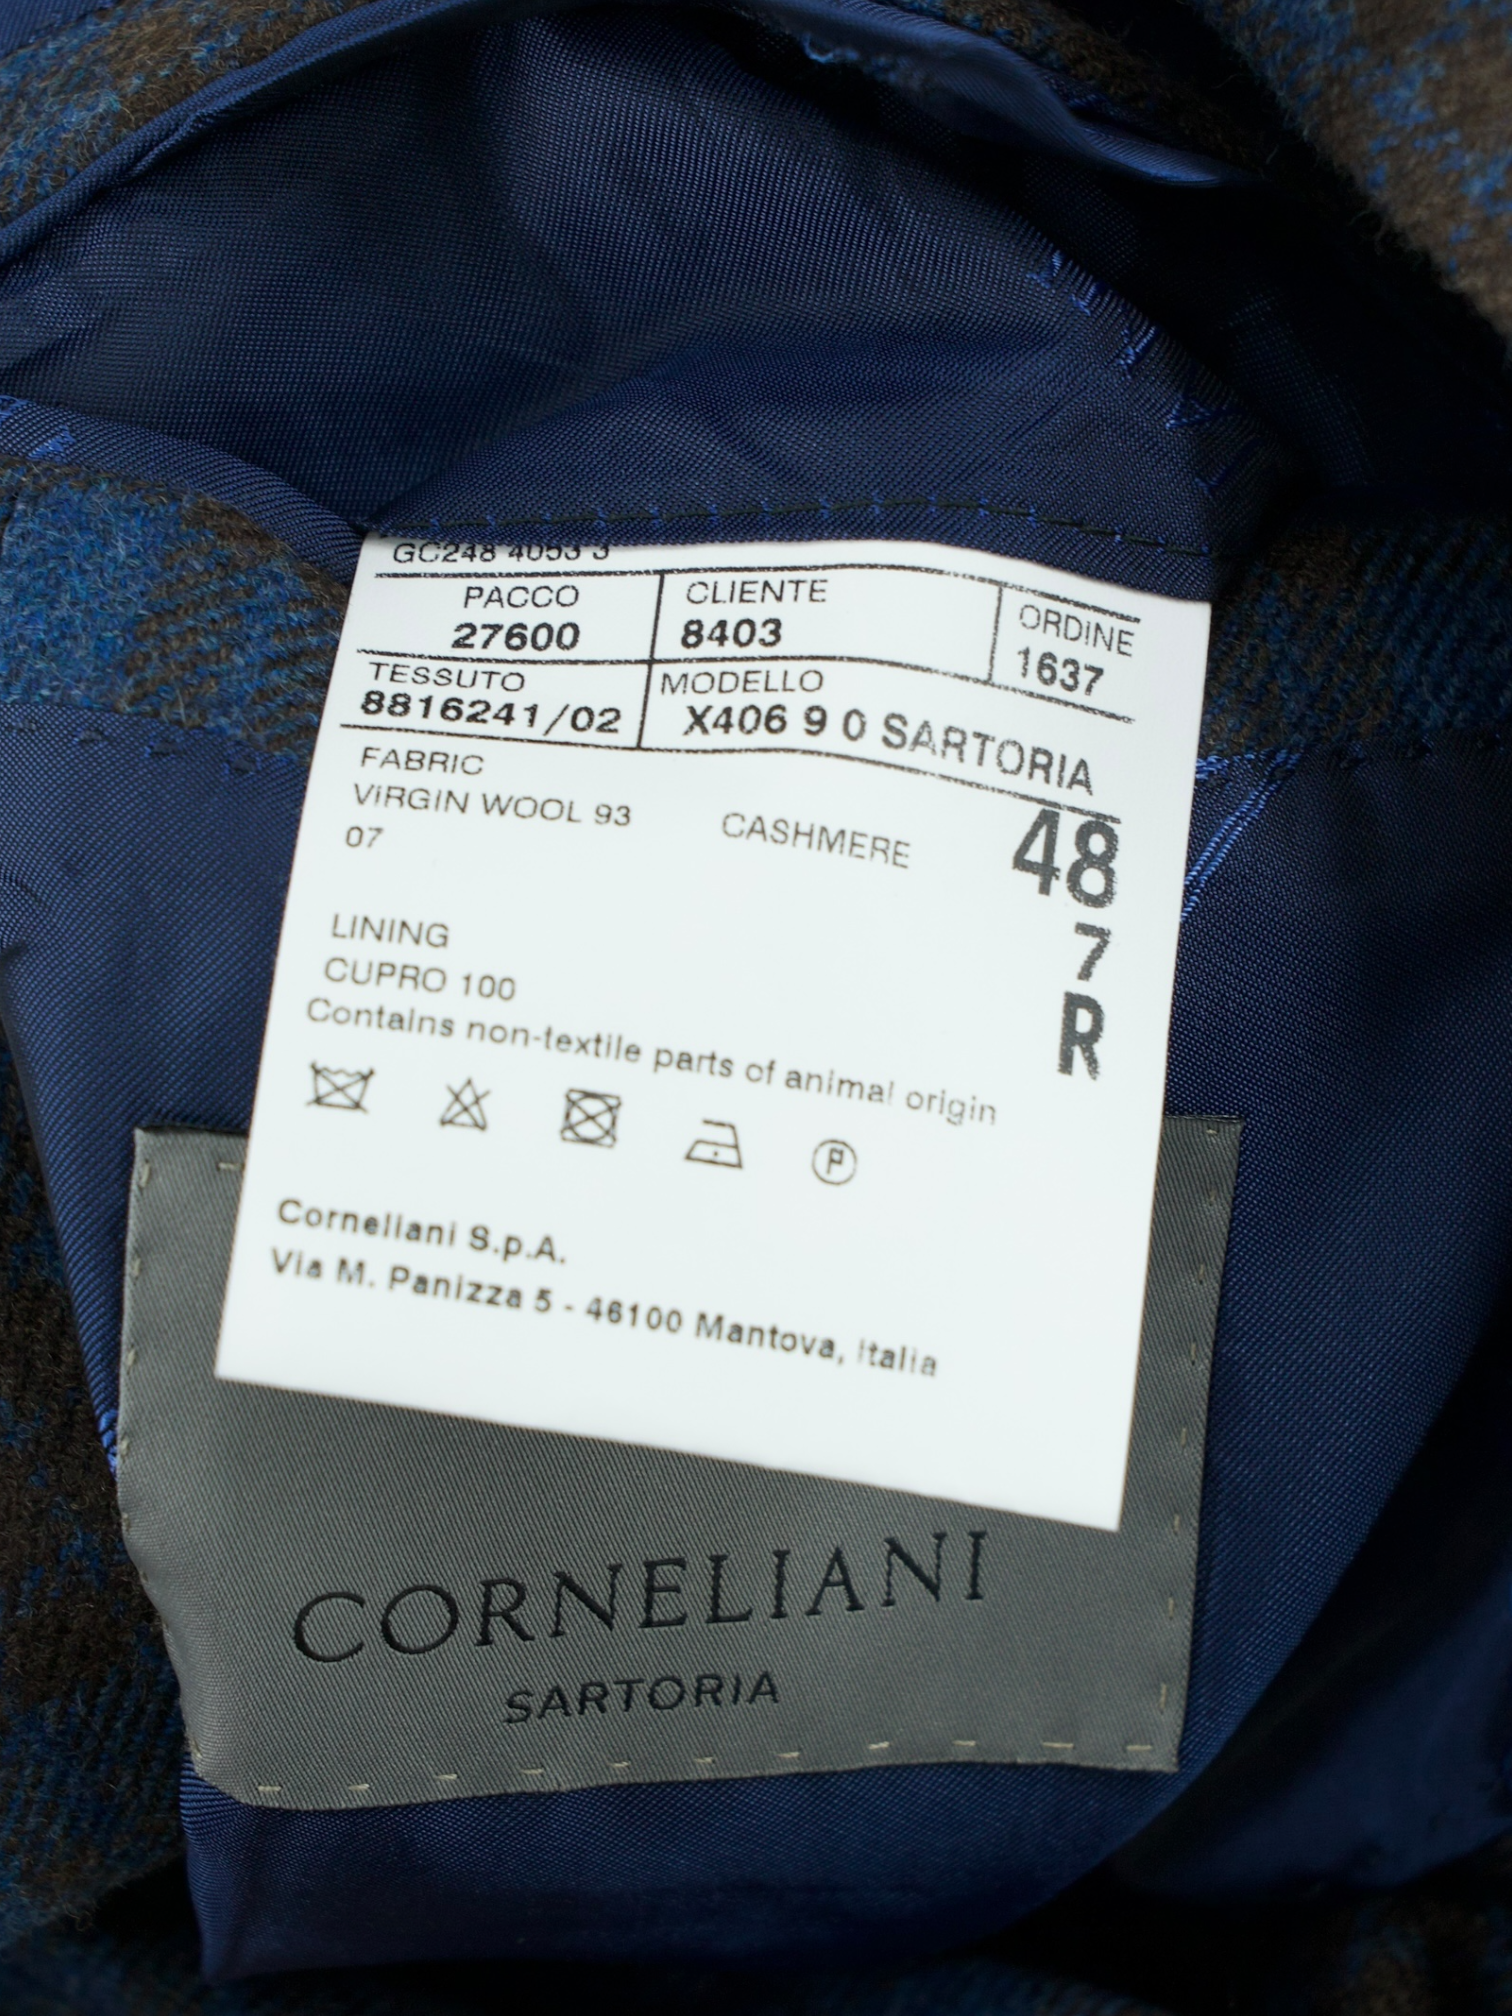 GC248 4053 3
PACCO CLIENTE ORDINE
27600 8403 1637
TESSUTO MODELLO
8816241/02 X406 9 0 SARTORIA
FABRIC
VIRGIN WOOL 93 CASHMERE
07
48
7
R
LINING
CUPRO 100
Contains non-textile parts of animal origin
P
Corneliani S.p.A.
Via M. Panizza 5 - 46100 Mantova, Italia
CORNELIANI
SARTORIA